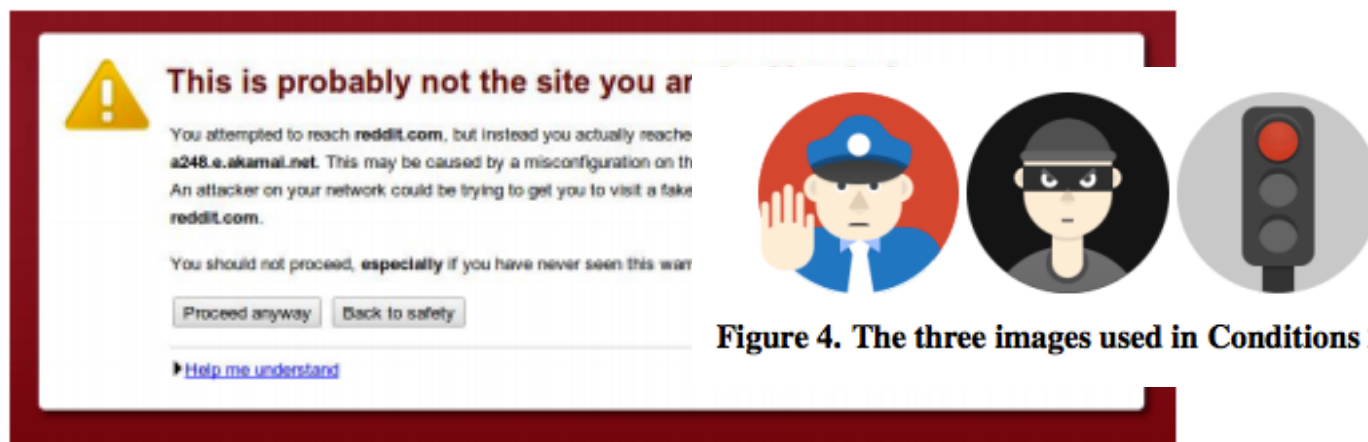 This is probably not the site you ar
You attempted to reach reddit.com, but instead you actually reache
a248.e.akamai.net. This may be caused by a misconfiguration on th
An attacker on your network could be trying to get you to visit a fake
reddit.com.
You should not proceed, especially if you have never seen this war
Proceed anyway Back to safety
Help me understand
Figure 4. The three images used in Conditions